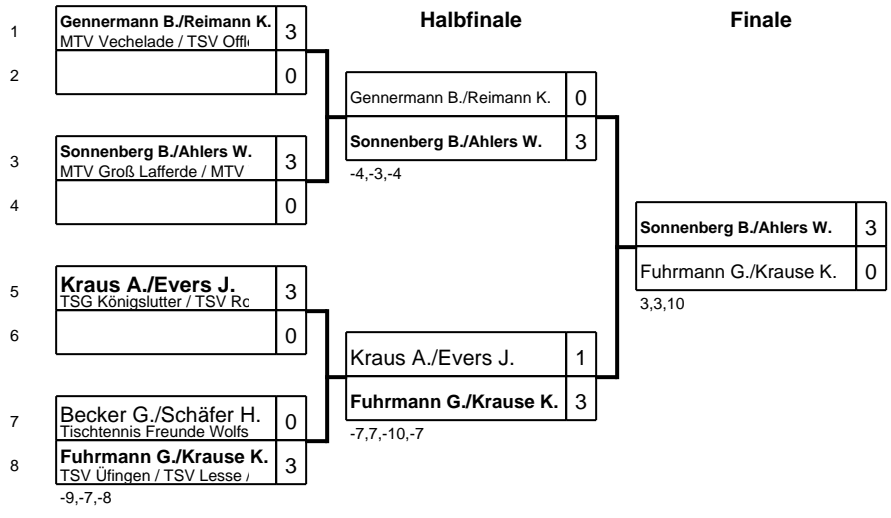 Halbfinale
Finale
1
Gennermann B./Reimann K. 3
MTV Vechelade / TSV
2
0
3
Sonnenberg B./Ahlers W. 3
MTV Groß Lafferde / MTV
4
0
5
Kraus A./Evers J. 3
TSG Königslutter / TSV
6
0
7
Becker G./Schäfer H. 0
Tischtennis Freunde Wolfs
8
Fuhrmann G./Krause K. 3
TSV Üfingen / TSV Lesse /
-9,-7,-8
Gennermann B./Reimann K. 0
Sonnenberg B./Ahlers W. 3
-4,-3,-4
Kraus A./Evers J. 1
Fuhrmann G./Krause K. 3
-7,7,-10,-7
Sonnenberg B./Ahlers W. 3
Fuhrmann G./Krause K. 0
3,3,10